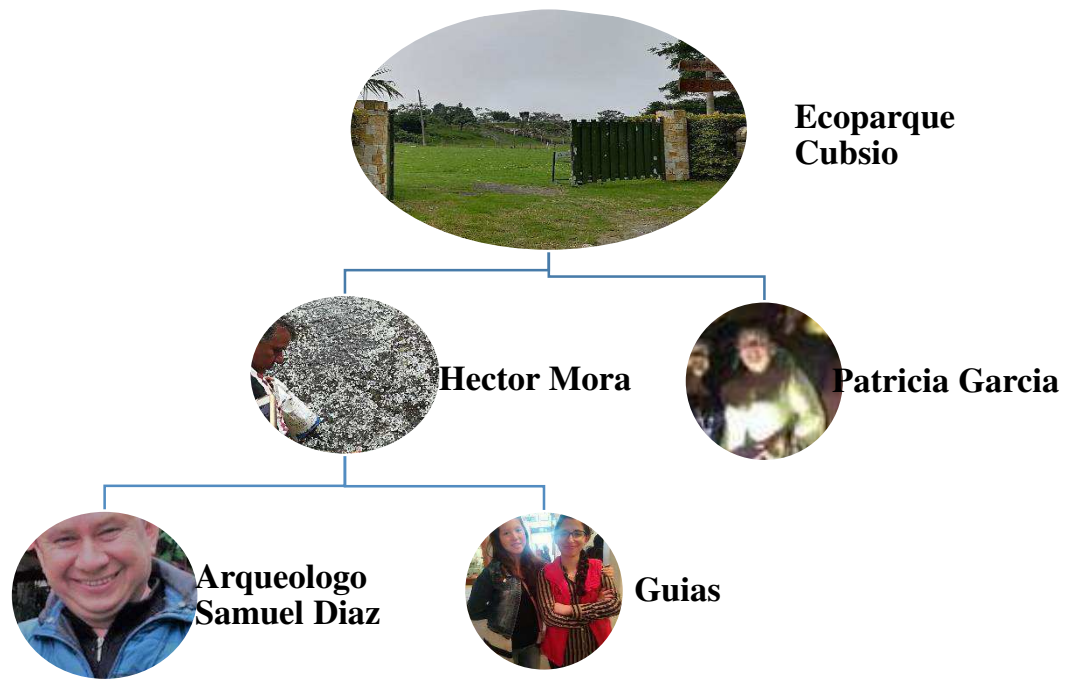 Ecoparque
Cubsio
Hector Mora
Patricia Garcia
Arqueologo
Samuel Diaz
Guias